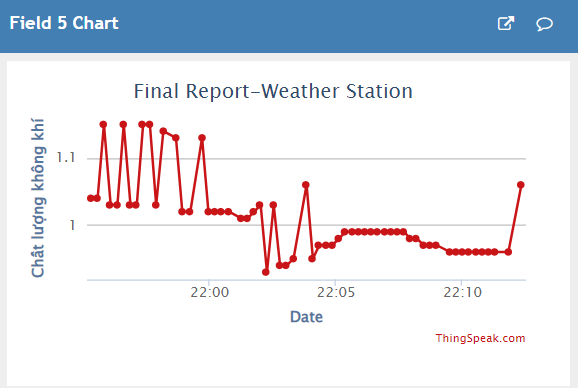 Field 5 Chart
Final Report-Weather Station
Chất lượng không khí
1.1
1
22:00 22:05 22:10
Date
ThingSpeak.com